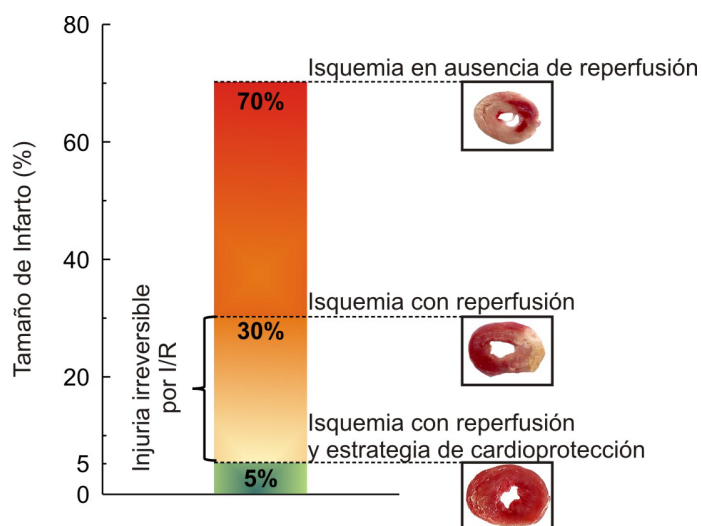 80
Isquemia en ausencia de reperfusión
70%
60
Tamaño de Infarto (%)
40
Isquemia con reperfusión
30%
Injuria irreversible
por I/R
20
Isquemia con reperfusión
y estrategia de cardioprotección
5
5%
0